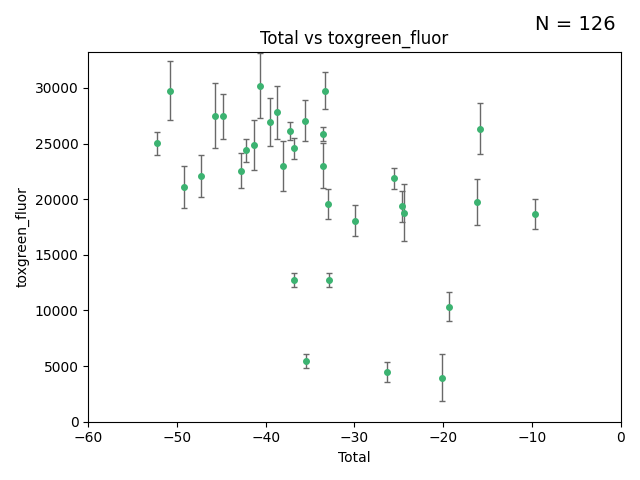 N = 126
Total vs toxgreen_fluor
30000
25000
20000
15000
10000
5000
0
toxgreen_fluor
−60 −50 −40 −30 −20 −10 0
Total